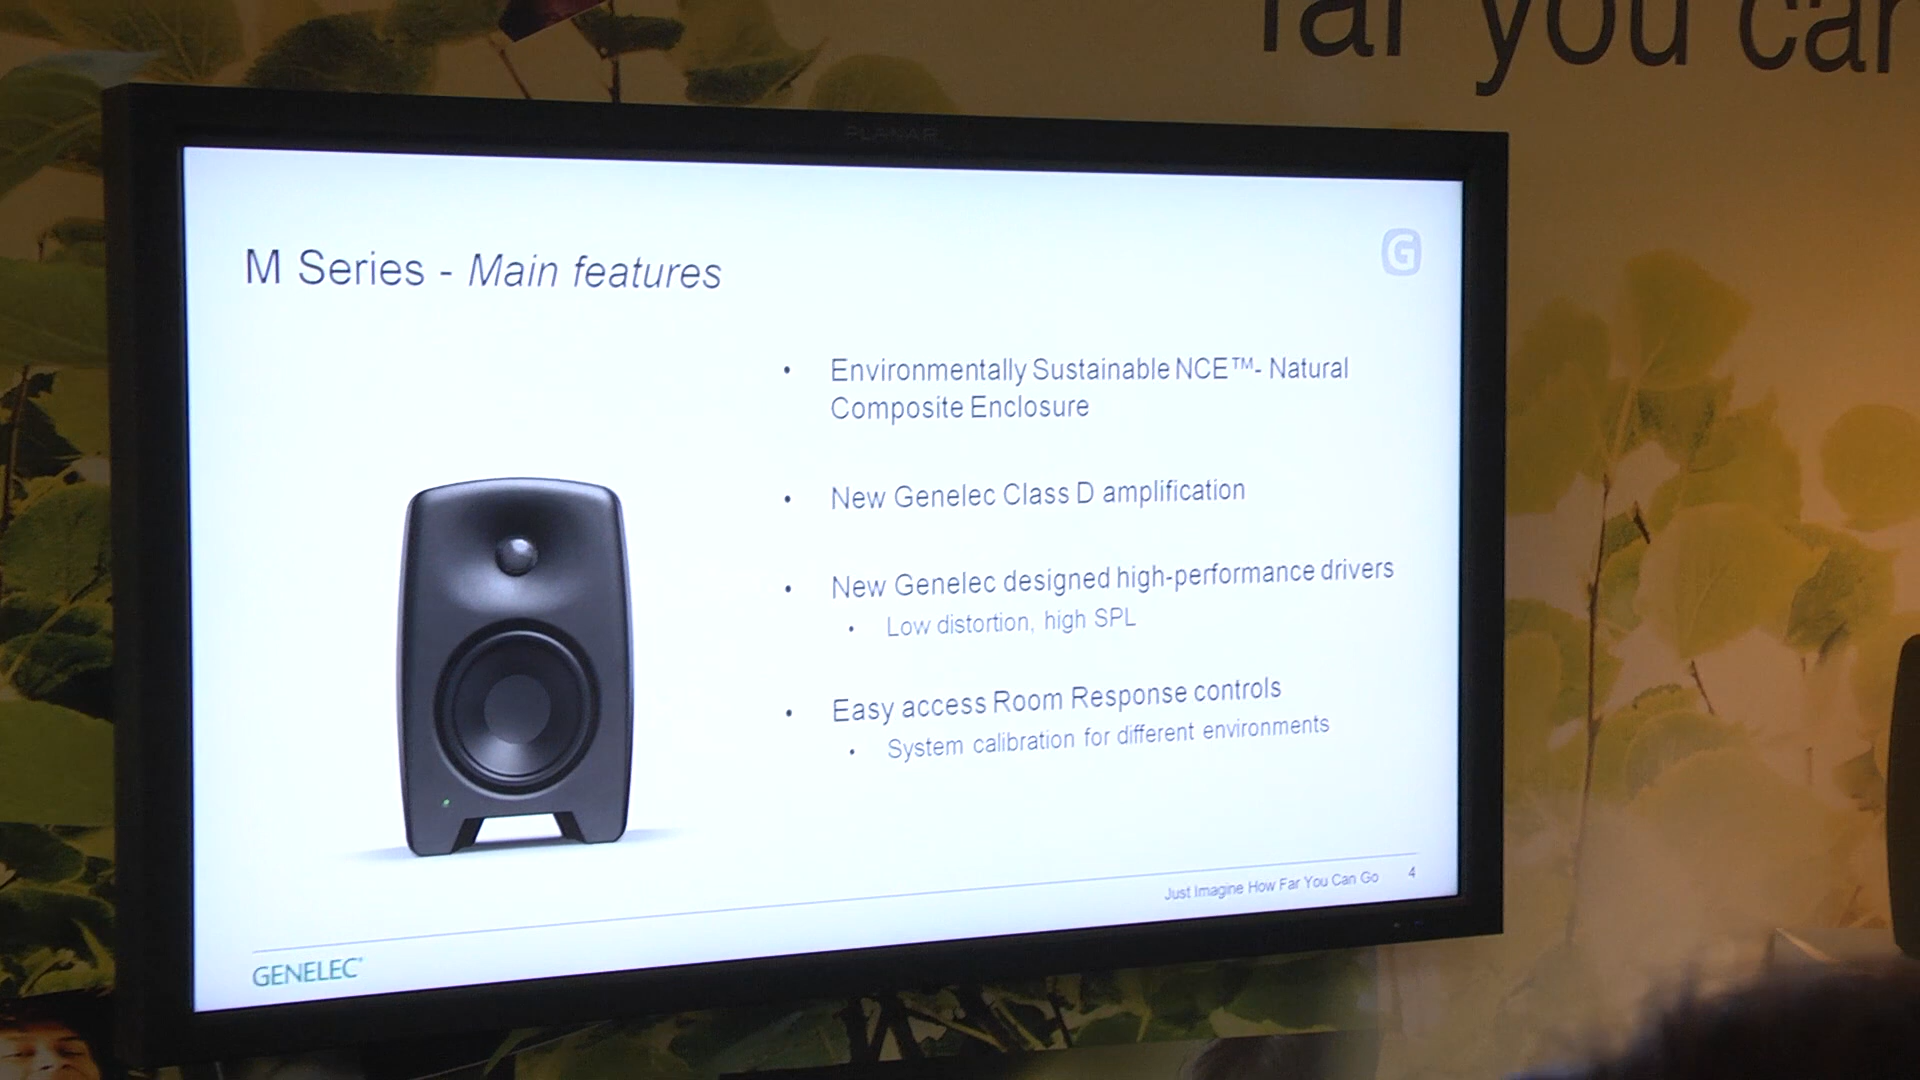 far you can
PLANAR
M Series - Main features
G
• Environmentally Sustainable NCE™- Natural
Composite Enclosure
• New Genelec Class D amplification
• New Genelec designed high-performance drivers
• Low distortion, high SPL
• Easy access Room Response controls
• System calibration for different environments
Just Imagine How Far You Can Go 4
GENELEC®